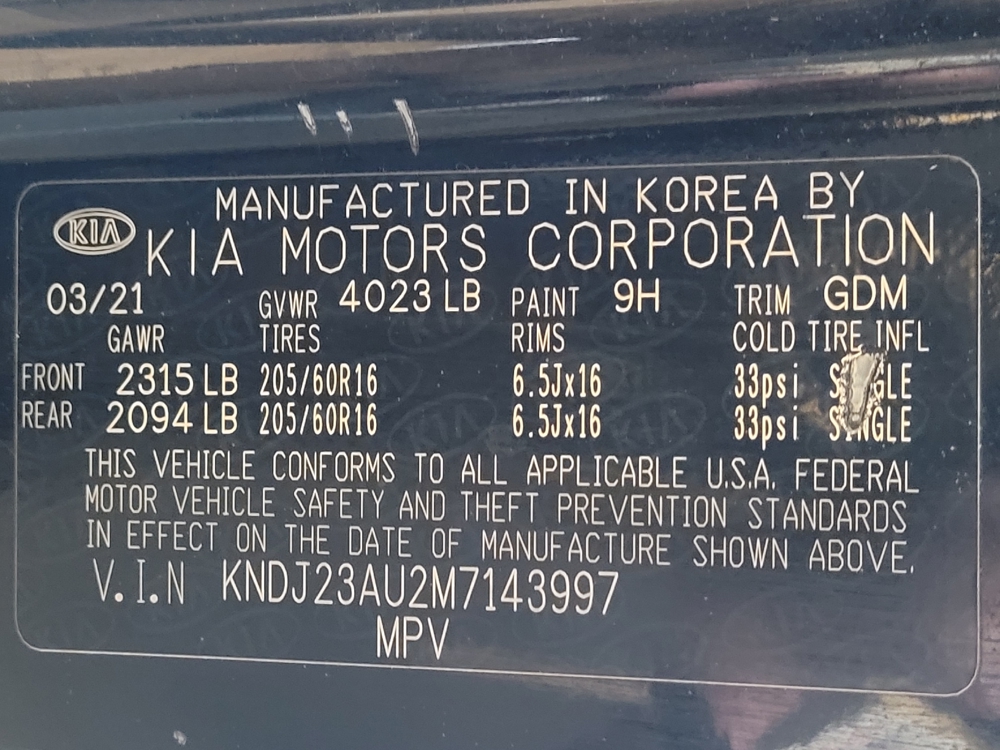 MANUFACTURED IN KOREA BY
KIA KIA MOTORS CORPORATION
03/21 GVWR 4023 LB PAINT 9H TRIM GDM
GAWR TIRES RIMS COLD TIRE INFL
FRONT 2315 LB 205/60R16 6.5Jx16 33psi SINGLE
REAR 2094 LB 205/60R16 6.5Jx16 33psi SINGLE
THIS VEHICLE CONFORMS TO ALL APPLICABLE U.S.A. FEDERAL
MOTOR VEHICLE SAFETY AND THEFT PREVENTION STANDARDS
IN EFFECT ON THE DATE OF MANUFACTURE SHOWN ABOVE.
V.I.N KNDJ23AU2M7143997
MPV